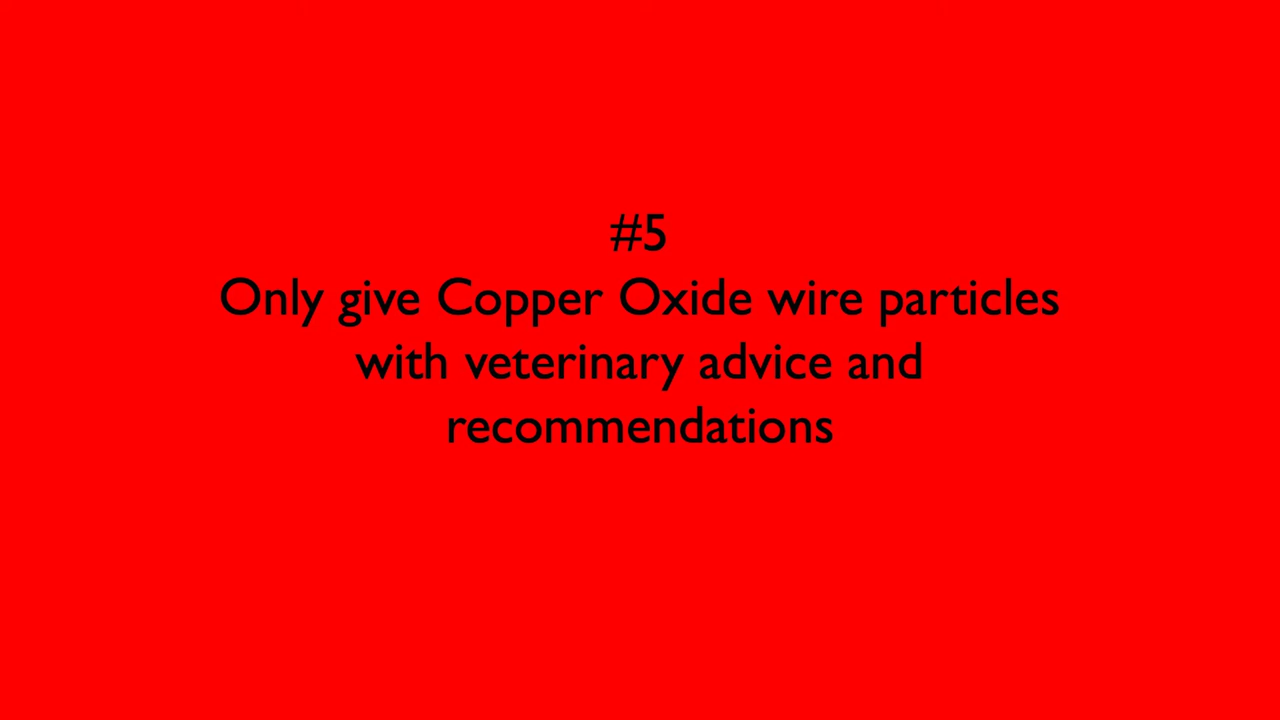 #5
Only give Copper Oxide wire particles
with veterinary advice and
recommendations